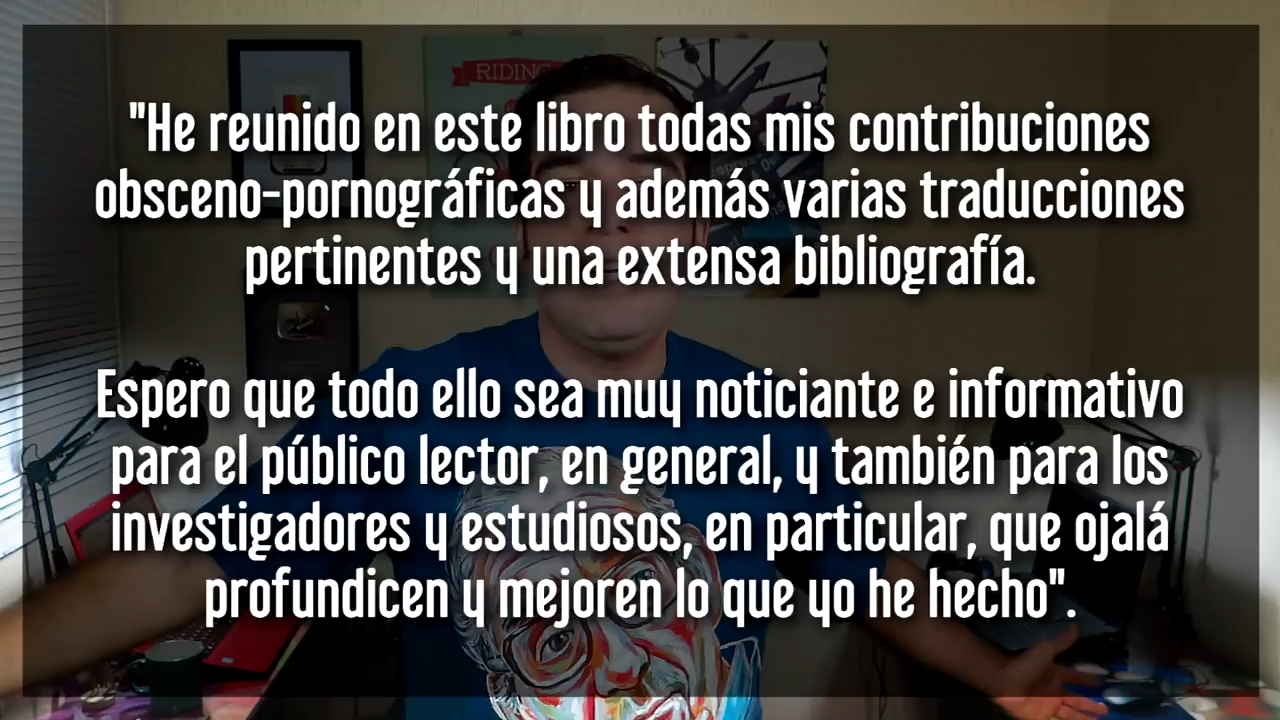 RIDING
"He reunido en este libro todas mis contribuciones
obsceno-pornográficas y además varias traducciones
pertinentes y una extensa bibliografía.
Espero que todo ello sea muy noticiante e informativo
para el público lector, en general, y también para los
investigadores y estudiosos, en particular, que ojalá
profundicen y mejoren lo que yo he hecho".